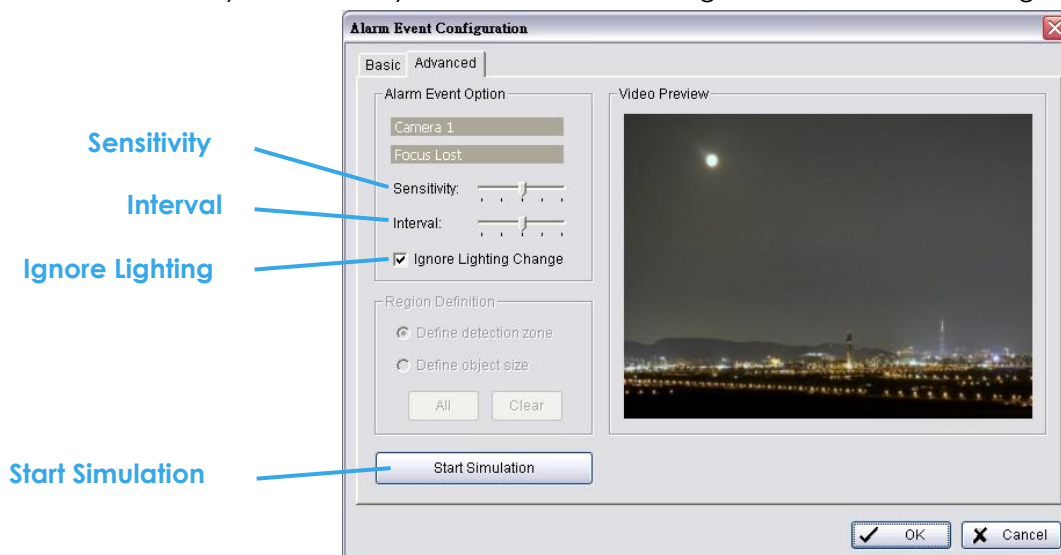 Alarm Event Configuration
Basic
Advanced
Alarm Event Option
Video Preview
Camera 1
Focus Lost
Sensitivity
Sensitivity:
Interval
Interval:
Ignore Lighting
Ignore Lighting Change
Region Definition
Define detection zone
Define object size
All
Clear
Start Simulation
Start Simulation
OK
Cancel